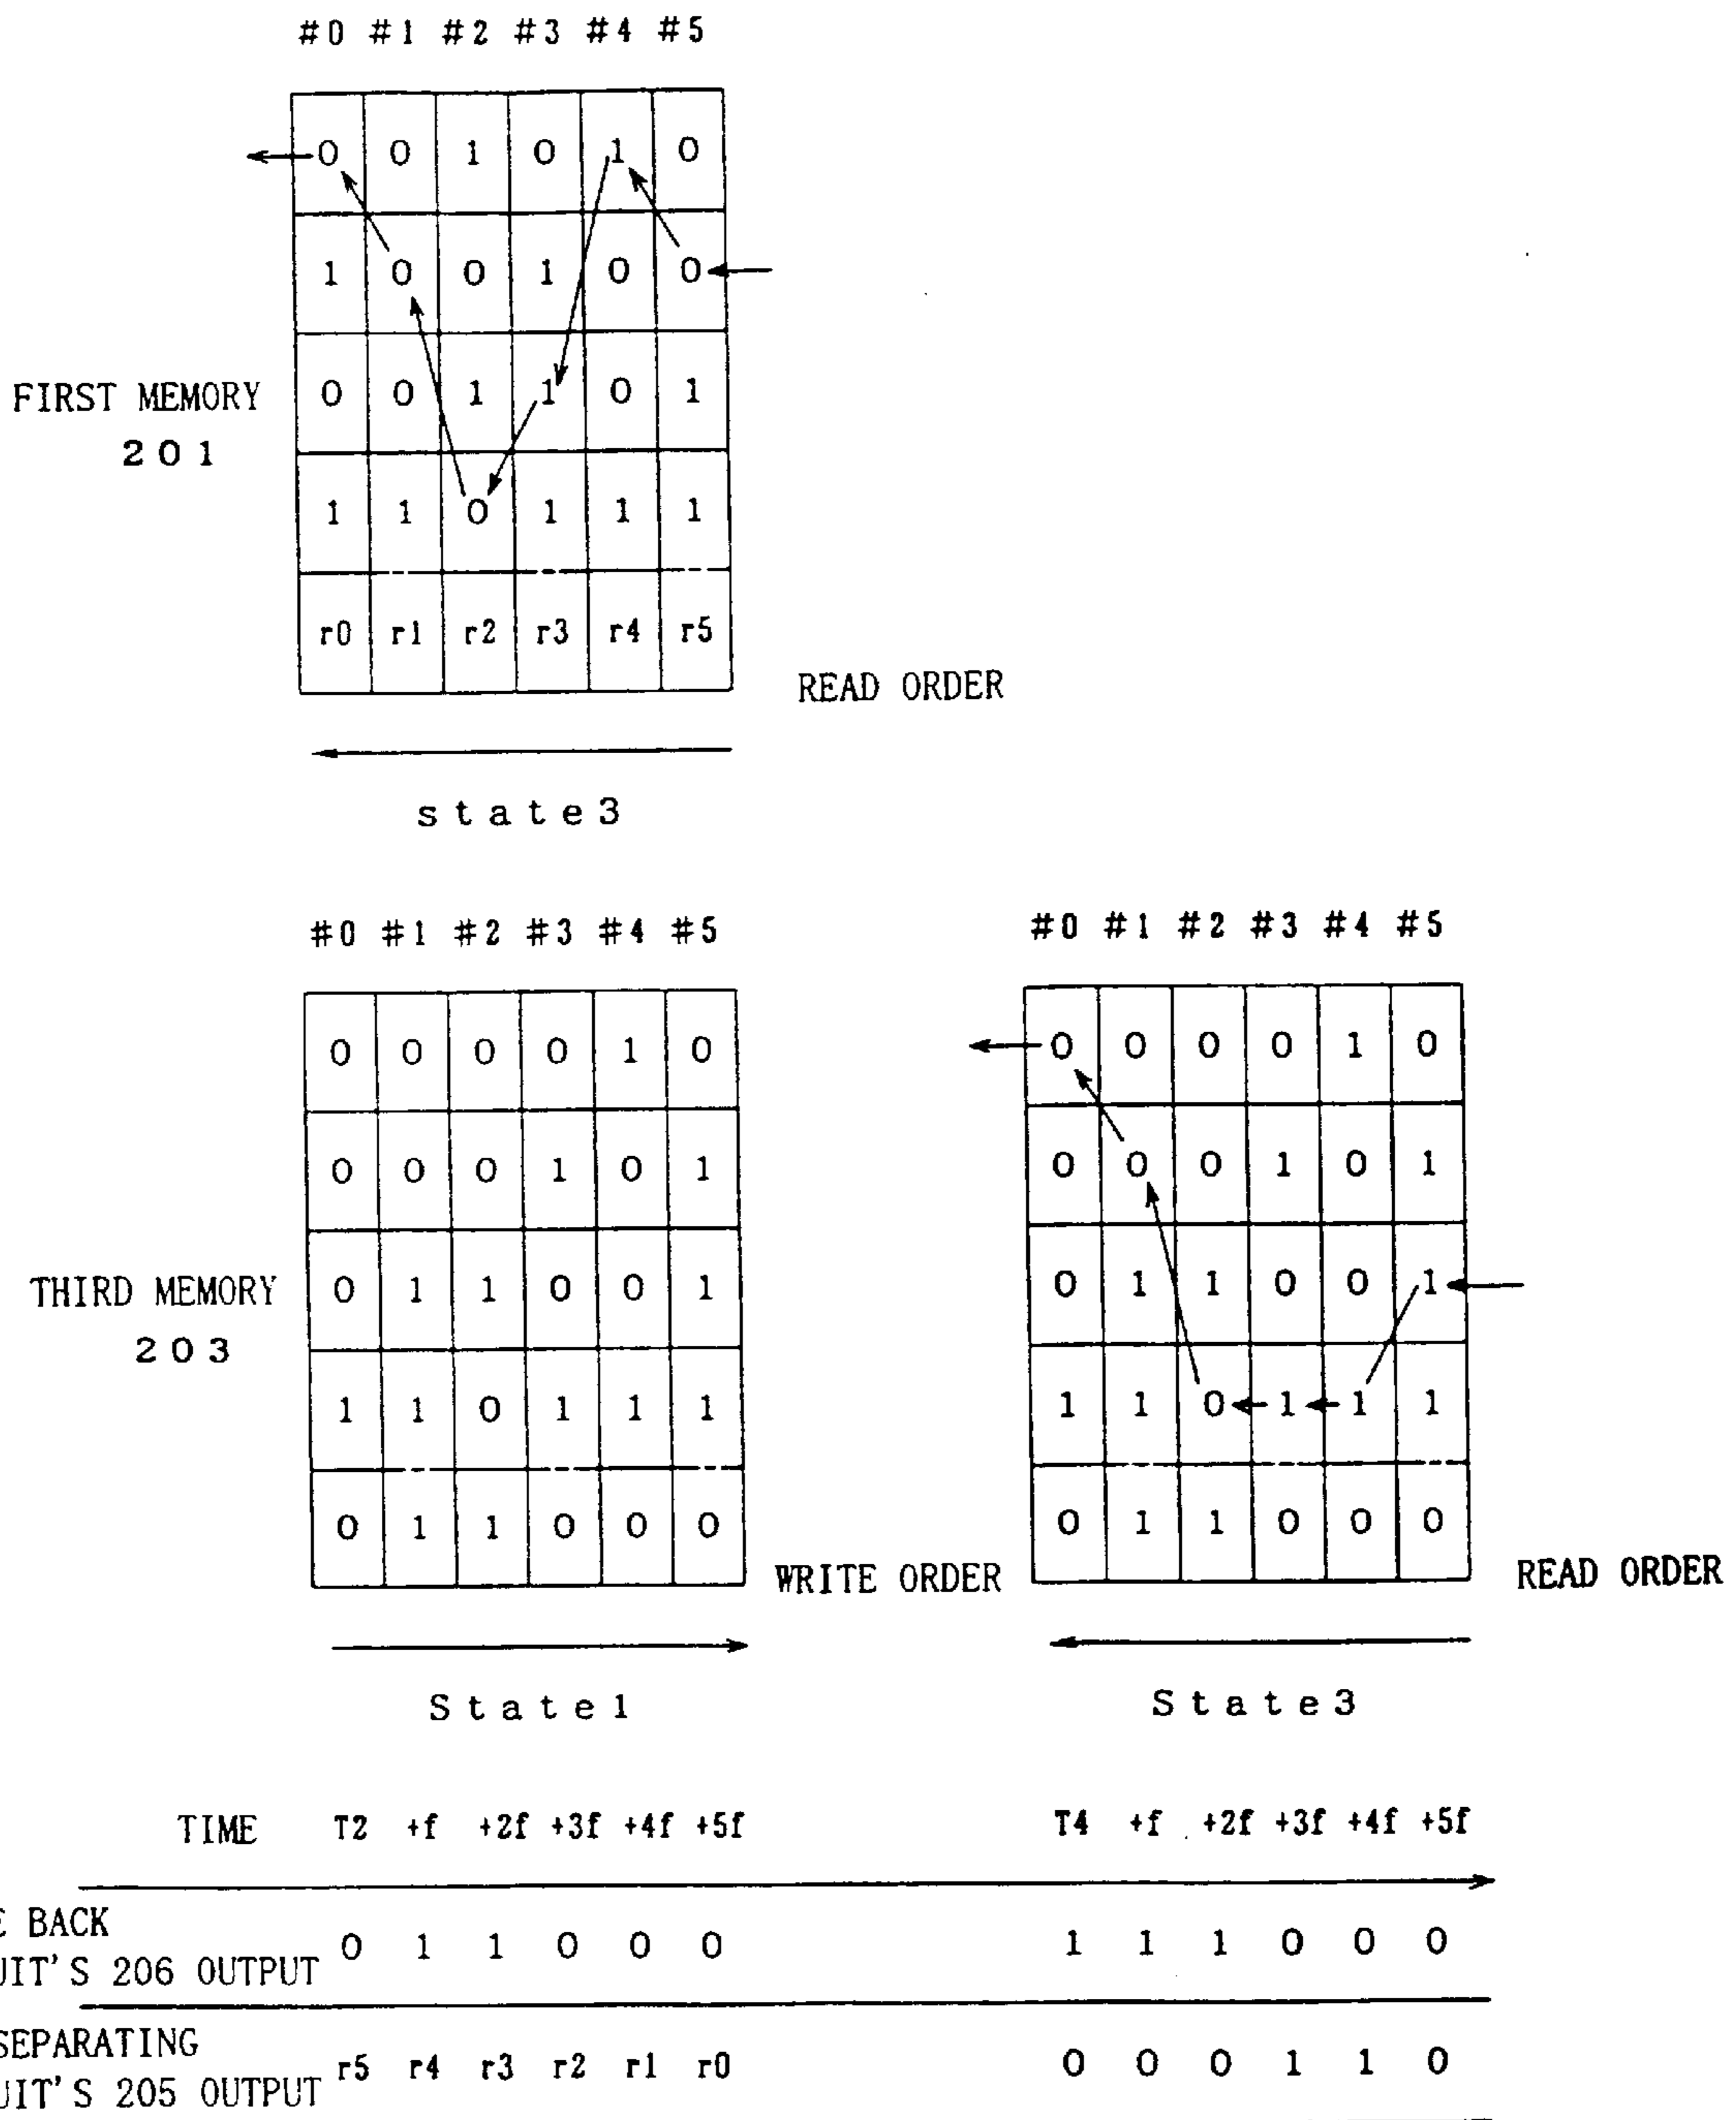 #0 #1 #2 #3 #4 #5
0 0 1 0 1 0
1 0 0 1 0 0
FIRST MEMORY
201
0 0 1 1 0 1
1 1 0 1 1 1
r0 r1 r2 r3 r4 r5
READ ORDER
state3
#0 #1 #2 #3 #4 #5
0 0 0 0 1 0
0 0 0 1 0 1
THIRD MEMORY
203
0 1 1 0 0 1
1 1 0 1 1 1
0 1 1 0 0 0
WRITE ORDER
State1
#0 #1 #2 #3 #4 #5
0 0 0 0 1 0
0 0 0 1 0 1
0 1 1 0 0 1
1 1 0 1 1 1
0 1 1 0 0 0
READ ORDER
State3
TIME T2 +f +2f +3f +4f +5f T4 +f +2f +3f +4f +5f
BACK
UIT'S 206 OUTPUT 0 1 1 0 0 0 1 1 1 0 0 0
SEPARATING
UIT'S 205 OUTPUT r5 r4 r3 r2 r1 r0 0 0 0 1 1 0